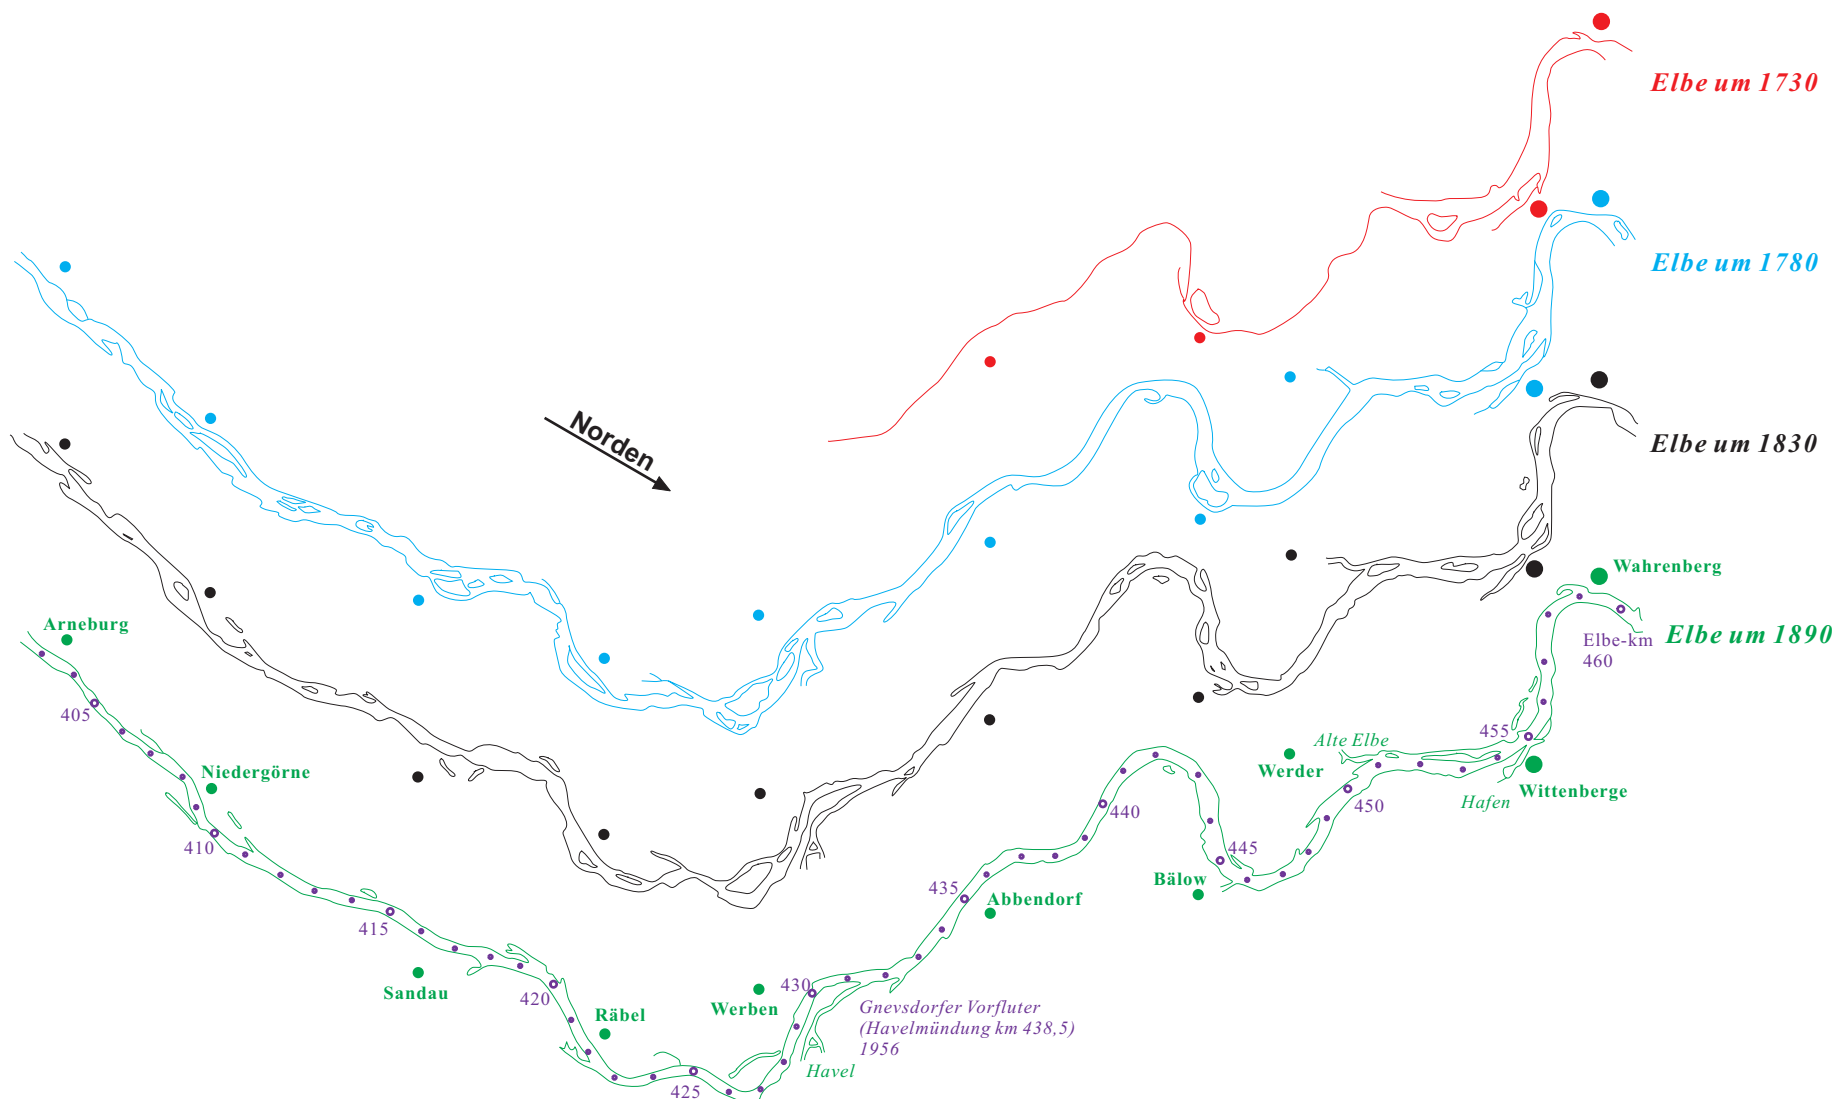 Elbe um 1730
Elbe um 1780
Norden
Elbe um 1830
Wahrenberg
Arneburg
Elbe um 1890
Elbe-km
460
405
455
Alte Elbe
Niedergörne
Werder
Wittenberge
Hafen
450
440
410
445
Bälow
435
Abbendorf
415
Sandau
420
430
Werben
Räbel
Gnevsdorfer Vorfluter
(Havelmündung km 438,5)
1956
Havel
425